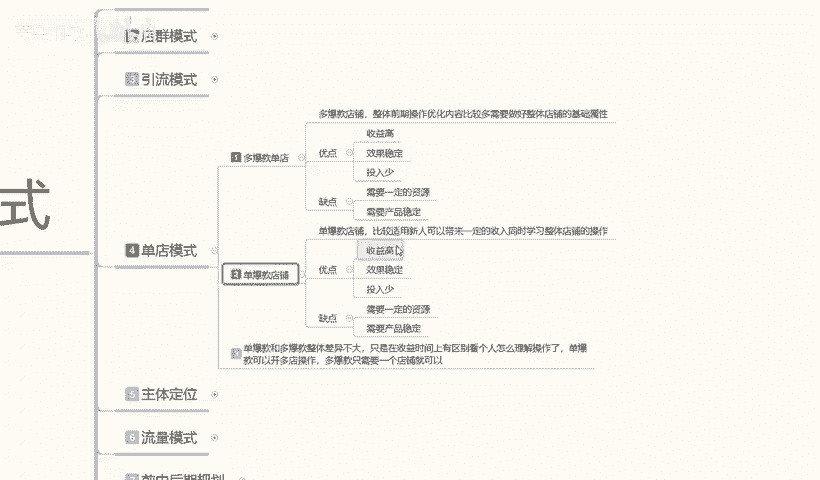 店群模式
3 引流模式
多爆款店铺，整体前期操作优化内容比较多需要做好整体店铺的基础属性
收益高
1 多爆款单店
优点
效果稳定
投入少
需要一定的资源
缺点
需要产品稳定
式
4 单店模式
单爆款店铺，比较适用新人可以带来一定的收入同时学习整体店铺的操作
收益高
2 单爆款店铺
优点
效果稳定
投入少
需要一定的资源
缺点
需要产品稳定
3 单爆款和多爆款整体差异不大，只是在收益时间上有区别看个人怎么理解操作了，单爆
款可以开多店操作，多爆款只需要一个店铺就可以
5 主体定位
6 流量模式
前中后期规划